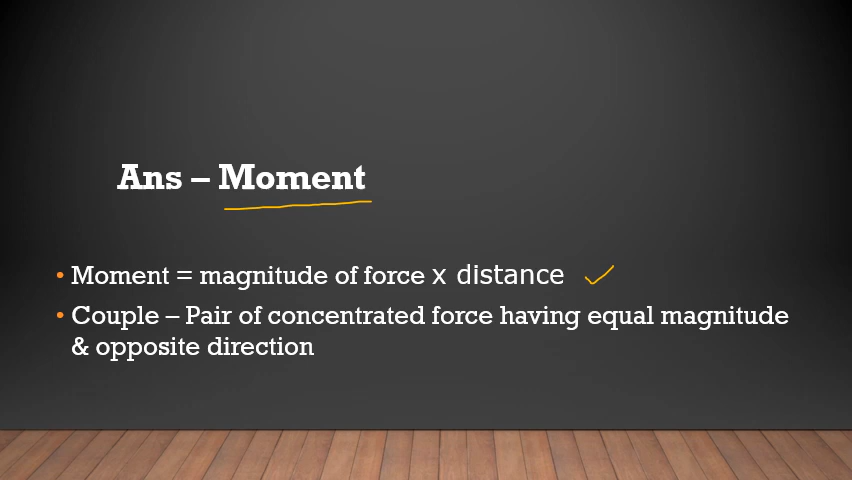 Ans – Moment
• Moment = magnitude of force x distance
• Couple – Pair of concentrated force having equal magnitude
& opposite direction